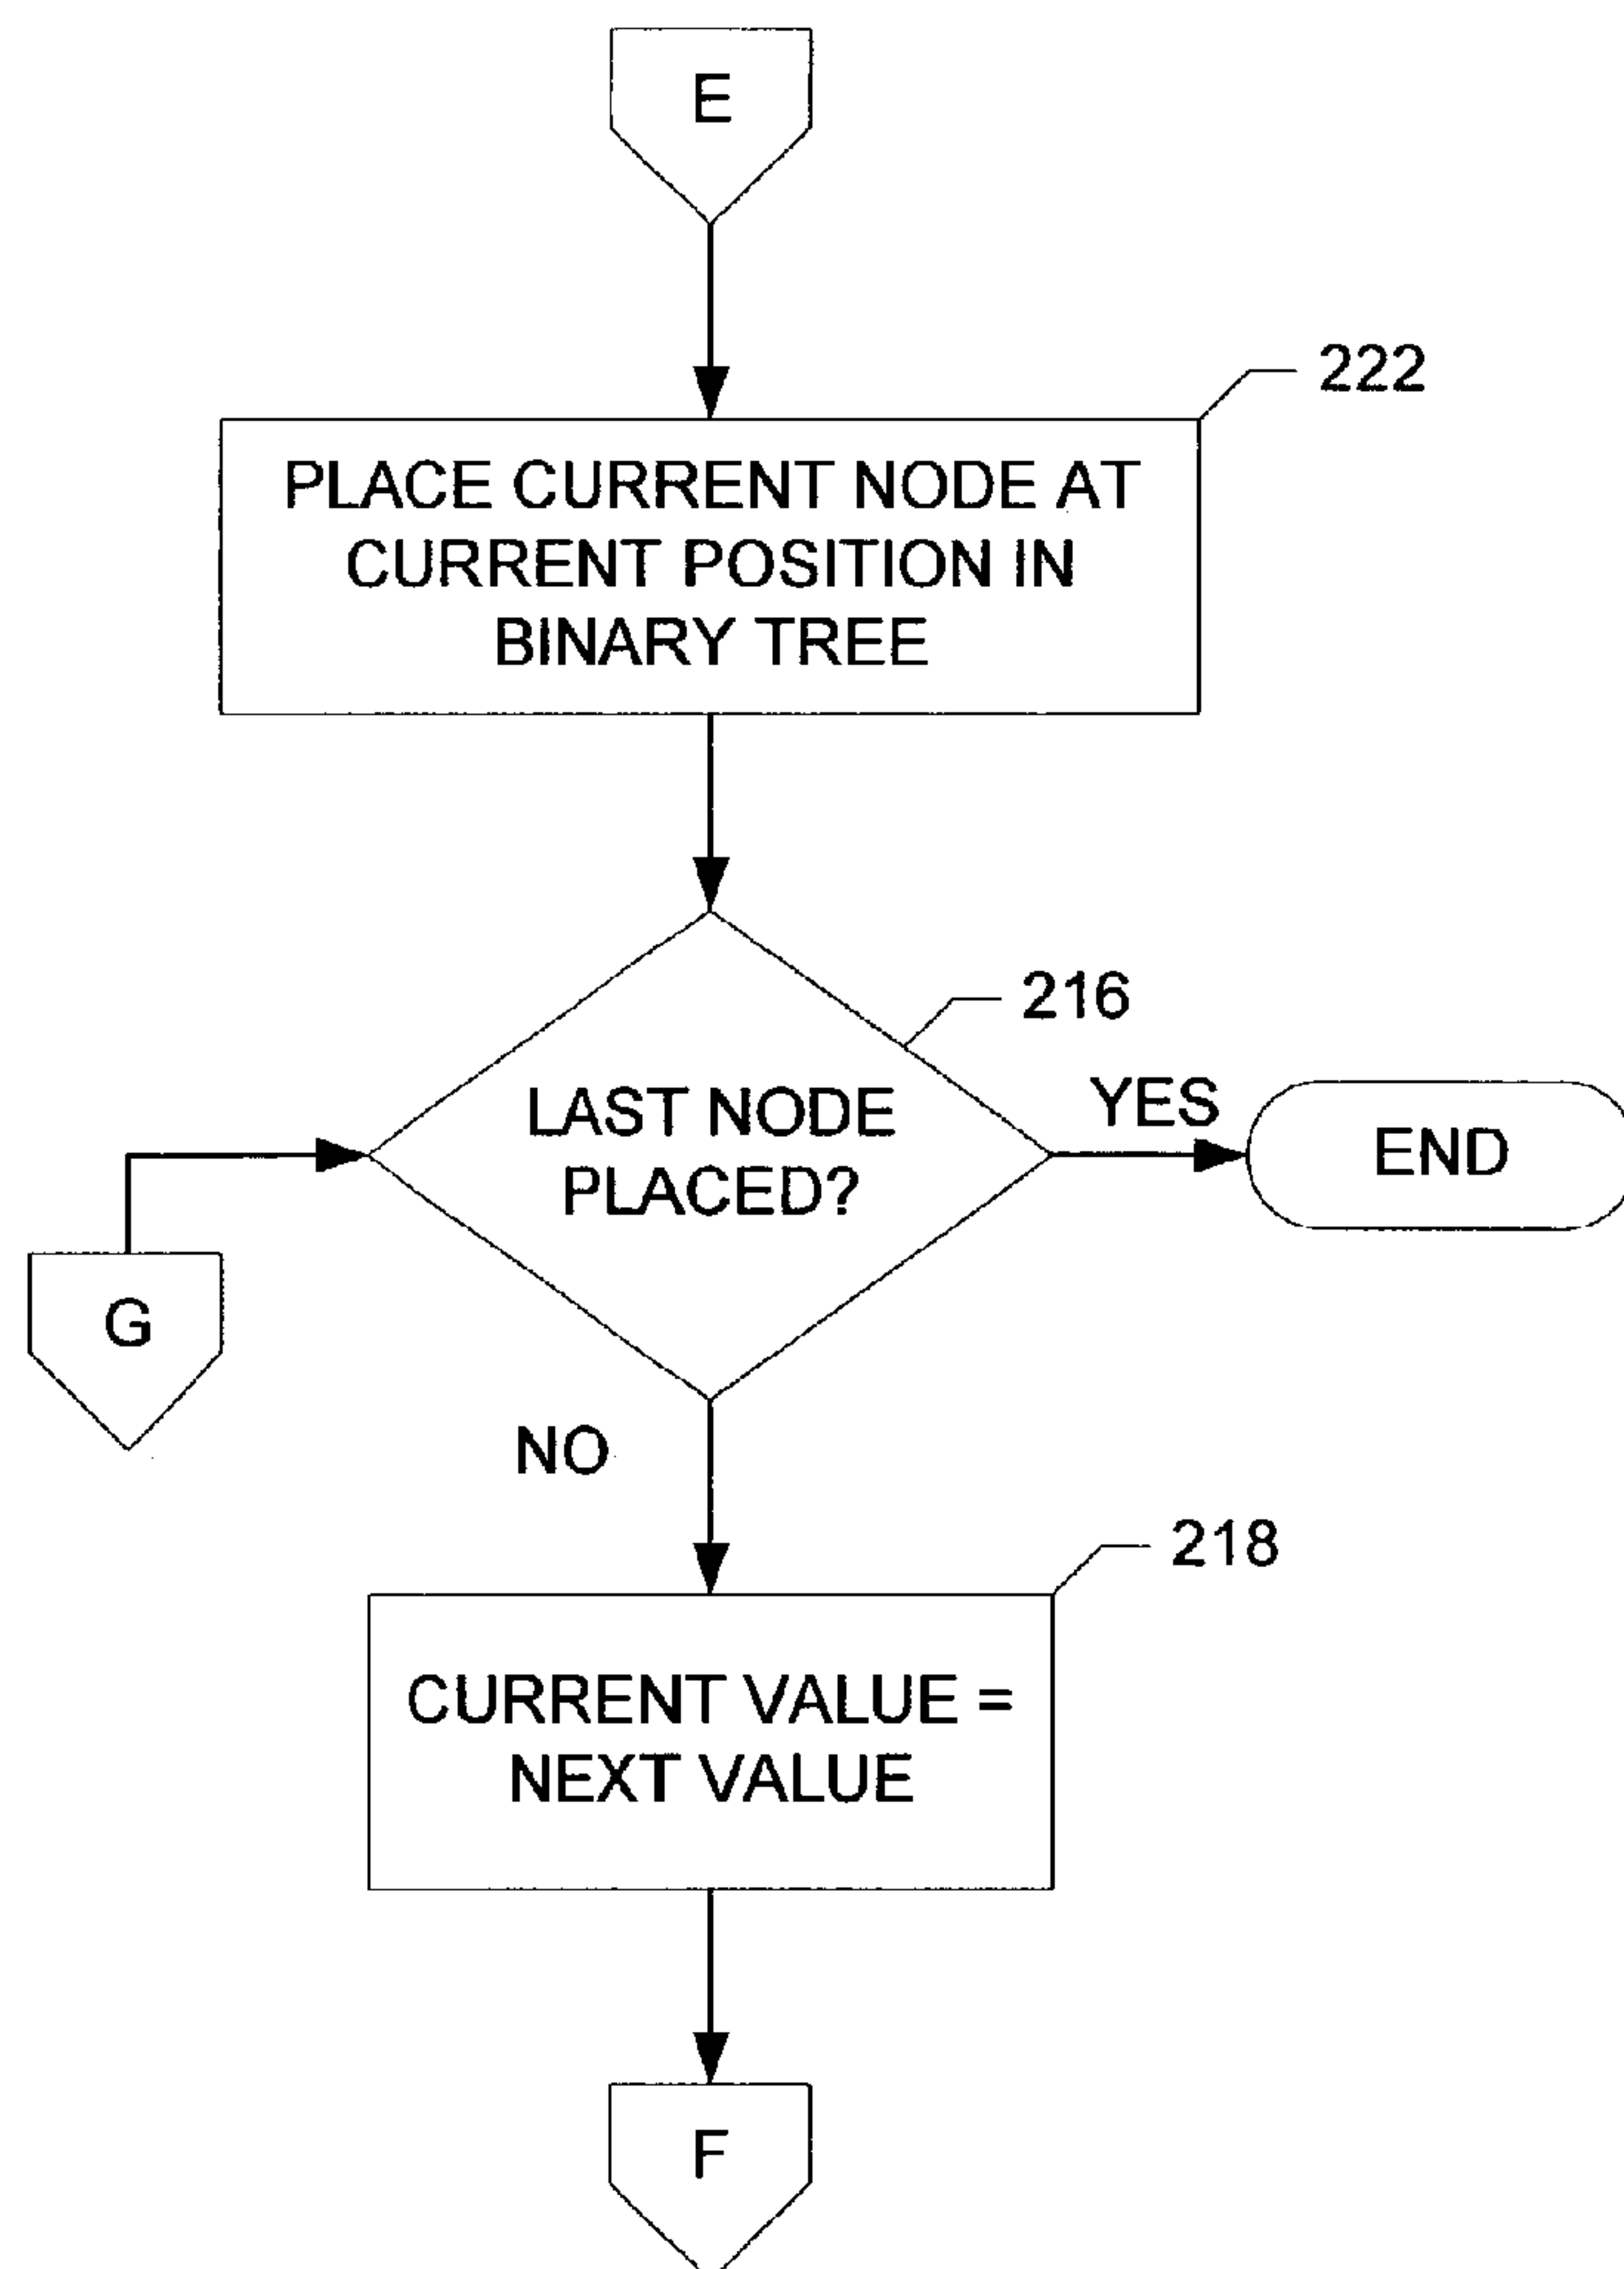 E
222
PLACE CURRENT NODE AT
CURRENT POSITION IN
BINARY TREE
216
LAST NODE
PLACED?
YES
END
G
NO
218
CURRENT VALUE =
NEXT VALUE
F